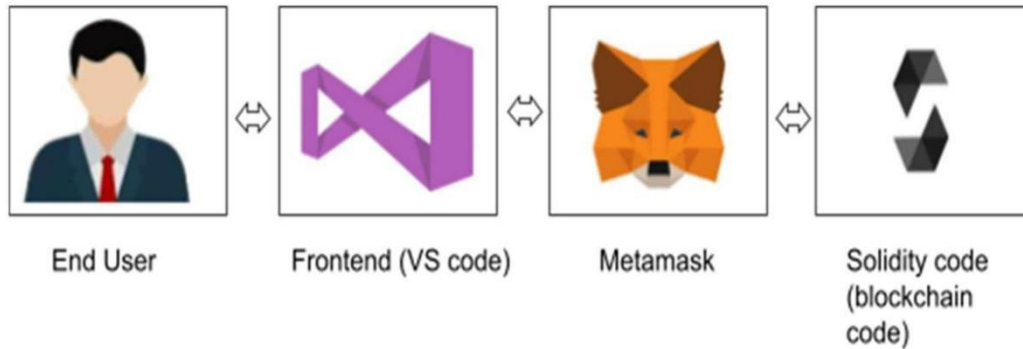 End User
Frontend (VS code)
Metamask
Solidity code
(blockchain
code)